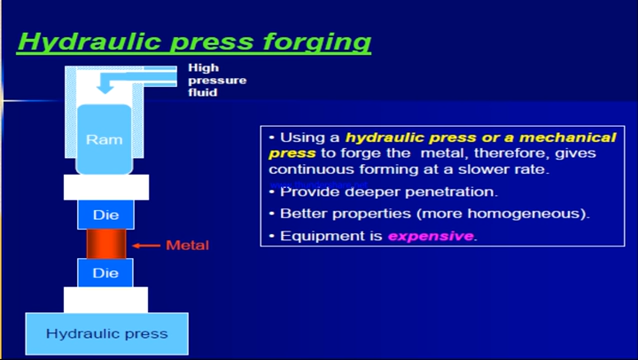 Hydraulic press forging
High
pressure
fluid
Ram
Die
Metal
Die
Hydraulic press
• Using a hydraulic press or a mechanical
press to forge the metal, therefore, gives
continuous forming at a slower rate.
• Provide deeper penetration.
• Better properties (more homogeneous).
• Equipment is expensive.